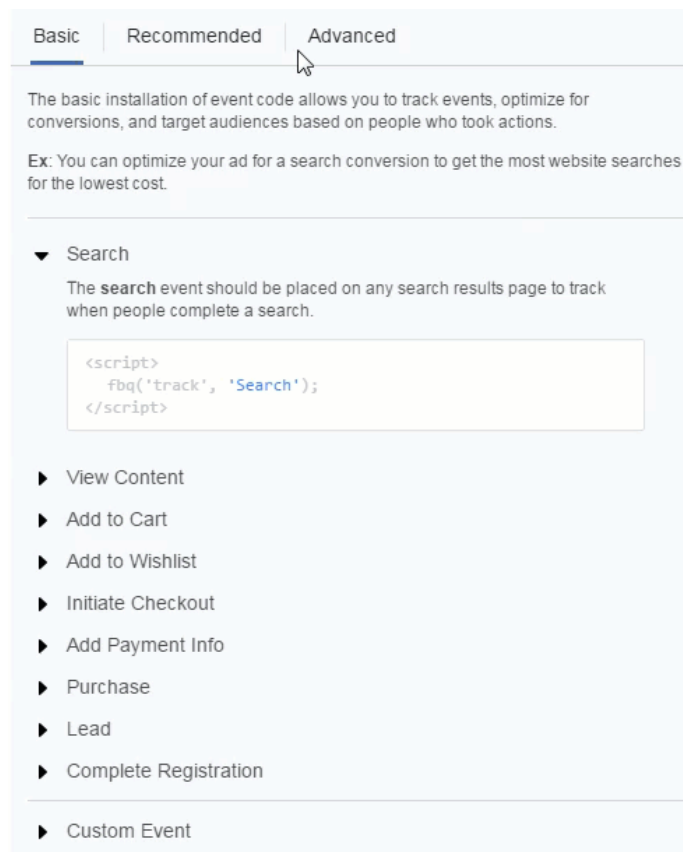 Basic Recommended Advanced
The basic installation of event code allows you to track events, optimize for
conversions, and target audiences based on people who took actions.
Ex: You can optimize your ad for a search conversion to get the most website searches
for the lowest cost.
Search
The search event should be placed on any search results page to track
when people complete a search.
<script>
fbq('track', 'Search');
</script>
View Content
Add to Cart
Add to Wishlist
Initiate Checkout
Add Payment Info
Purchase
Lead
Complete Registration
Custom Event